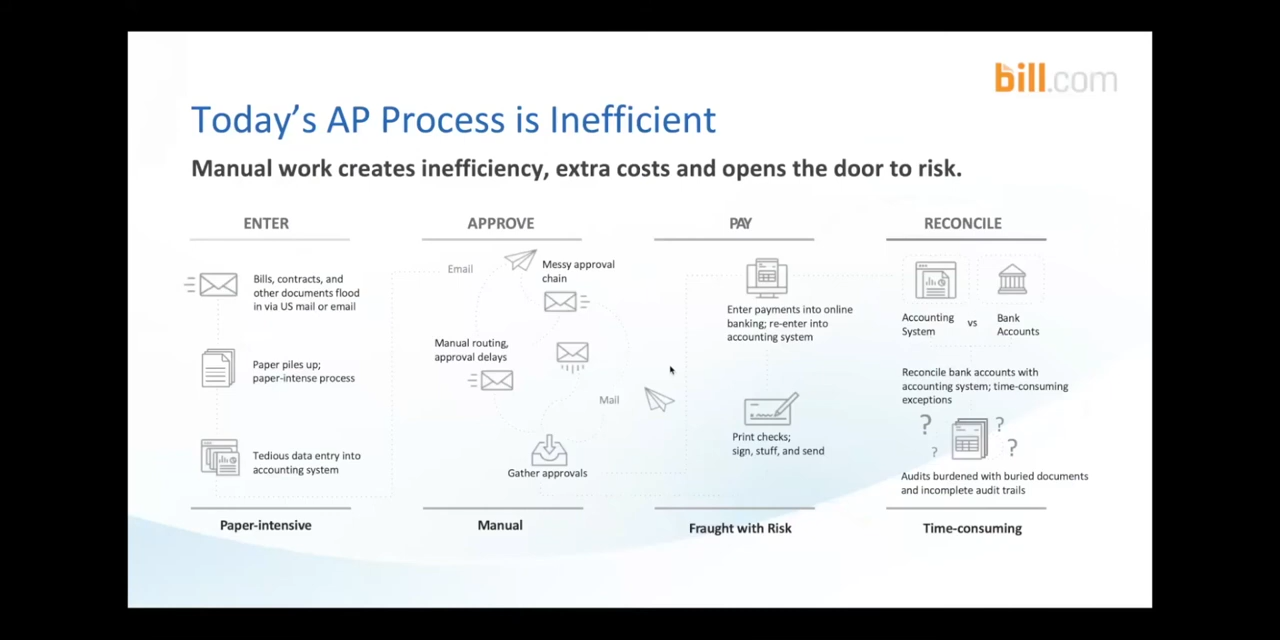 bill.com
Today's AP Process is Inefficient
Manual work creates inefficiency, extra costs and opens the door to risk.
ENTER
Bills, contracts, and
other documents flood
in via US mail or email
Paper piles up;
paper-intense process
Tedious data entry into
accounting system
Paper-intensive
APPROVE
Email
Messy approval
chain
Manual routing,
approval delays
Mail
Gather approvals
Manual
PAY
Enter payments into online
banking; re-enter into
accounting system
Print checks;
sign, stuff, and send
Fraught with Risk
RECONCILE
Accounting
System
vs
Bank
Accounts
Reconcile bank accounts with
accounting system; time-consuming
exceptions
? ?
? ?
Audits burdened with buried documents
and incomplete audit trails
Time-consuming